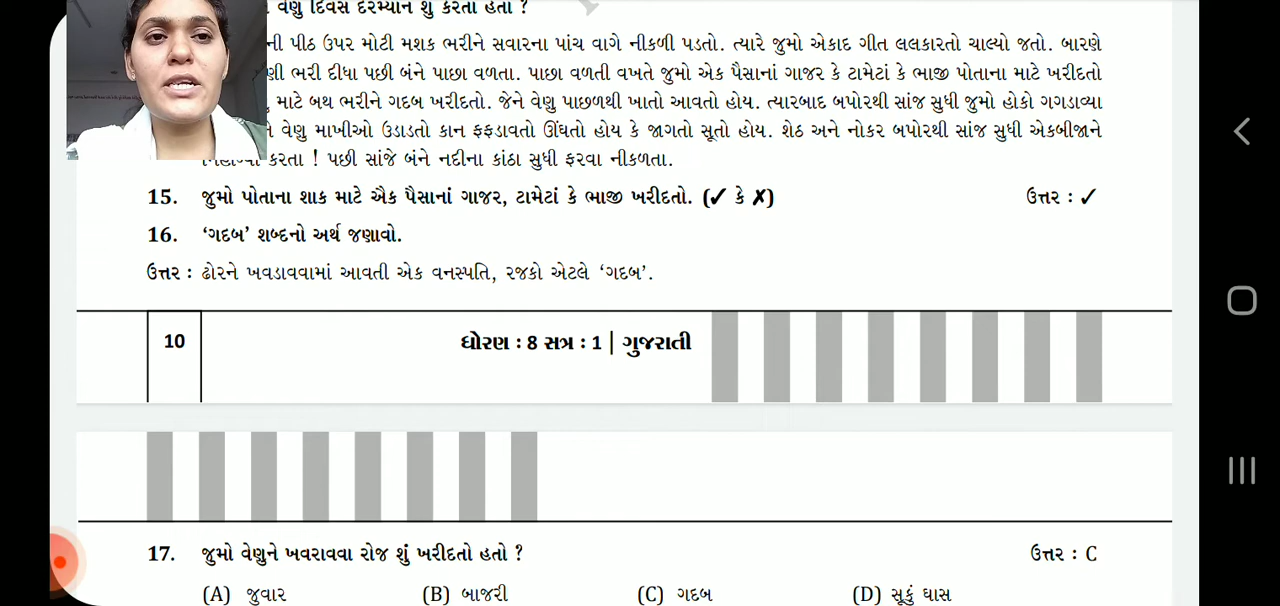 વેણુ દિવસ દરમ્યાન શું કરતા હતા ?
ની પીઠ ઉપર મોટી મશક ભરીને સવારના પાંચ વાગે નીકળી પડતો. ત્યારે જુમો એકાદ ગીત લલકારતો ચાલ્યો જતો. બારણે
ણી ભરી દીધા પછી બંને પાછા વળતા. પાછા વળતી વખતે જુમો એક પૈસાનાં ગાજર કે ટામેટાં કે ભાજી પોતાના માટે ખરીદતો
માટે બથ ભરીને ગદબ ખરીદતો. જેને વેણુ પાછળથી ખાતો આવતો હોય. ત્યારબાદ બપોરથી સાંજ સુધી જુમો હોકો ગગડાવ્યા
ને વેણુ માખીઓ ઉડાડતો કાન ફફડાવતો ઊંઘતો હોય કે જાગતો સૂતો હોય. શેઠ અને નોકર બપોરથી સાંજ સુધી એકબીજાને
કરતા ! પછી સાંજે બંને નદીના કાંઠા સુધી ફરવા નીકળતા.
15. જુમો પોતાના શાક માટે ઐક પૈસાનાં ગાજર, ટામેટાં કે ભાજી ખરીદતો. (✓ કે ✗) ઉત્તર : ✓
16. ‘ગદબ’ શબ્દનો અર્થ જણાવો.
ઉત્તર : ઢોરને ખવડાવવામાં આવતી એક વનસ્પતિ, રજકો એટલે ‘ગદબ’.
10 ધોરણ : 8 સત્ર : 1 | ગુજરાતી
17. જુમો વેણુને ખવરાવવા રોજ શું ખરીદતો હતો ? ઉત્તર : C
(A) જુવાર (B) બાજરી (C) ગદબ (D) સૂકું ઘાસ